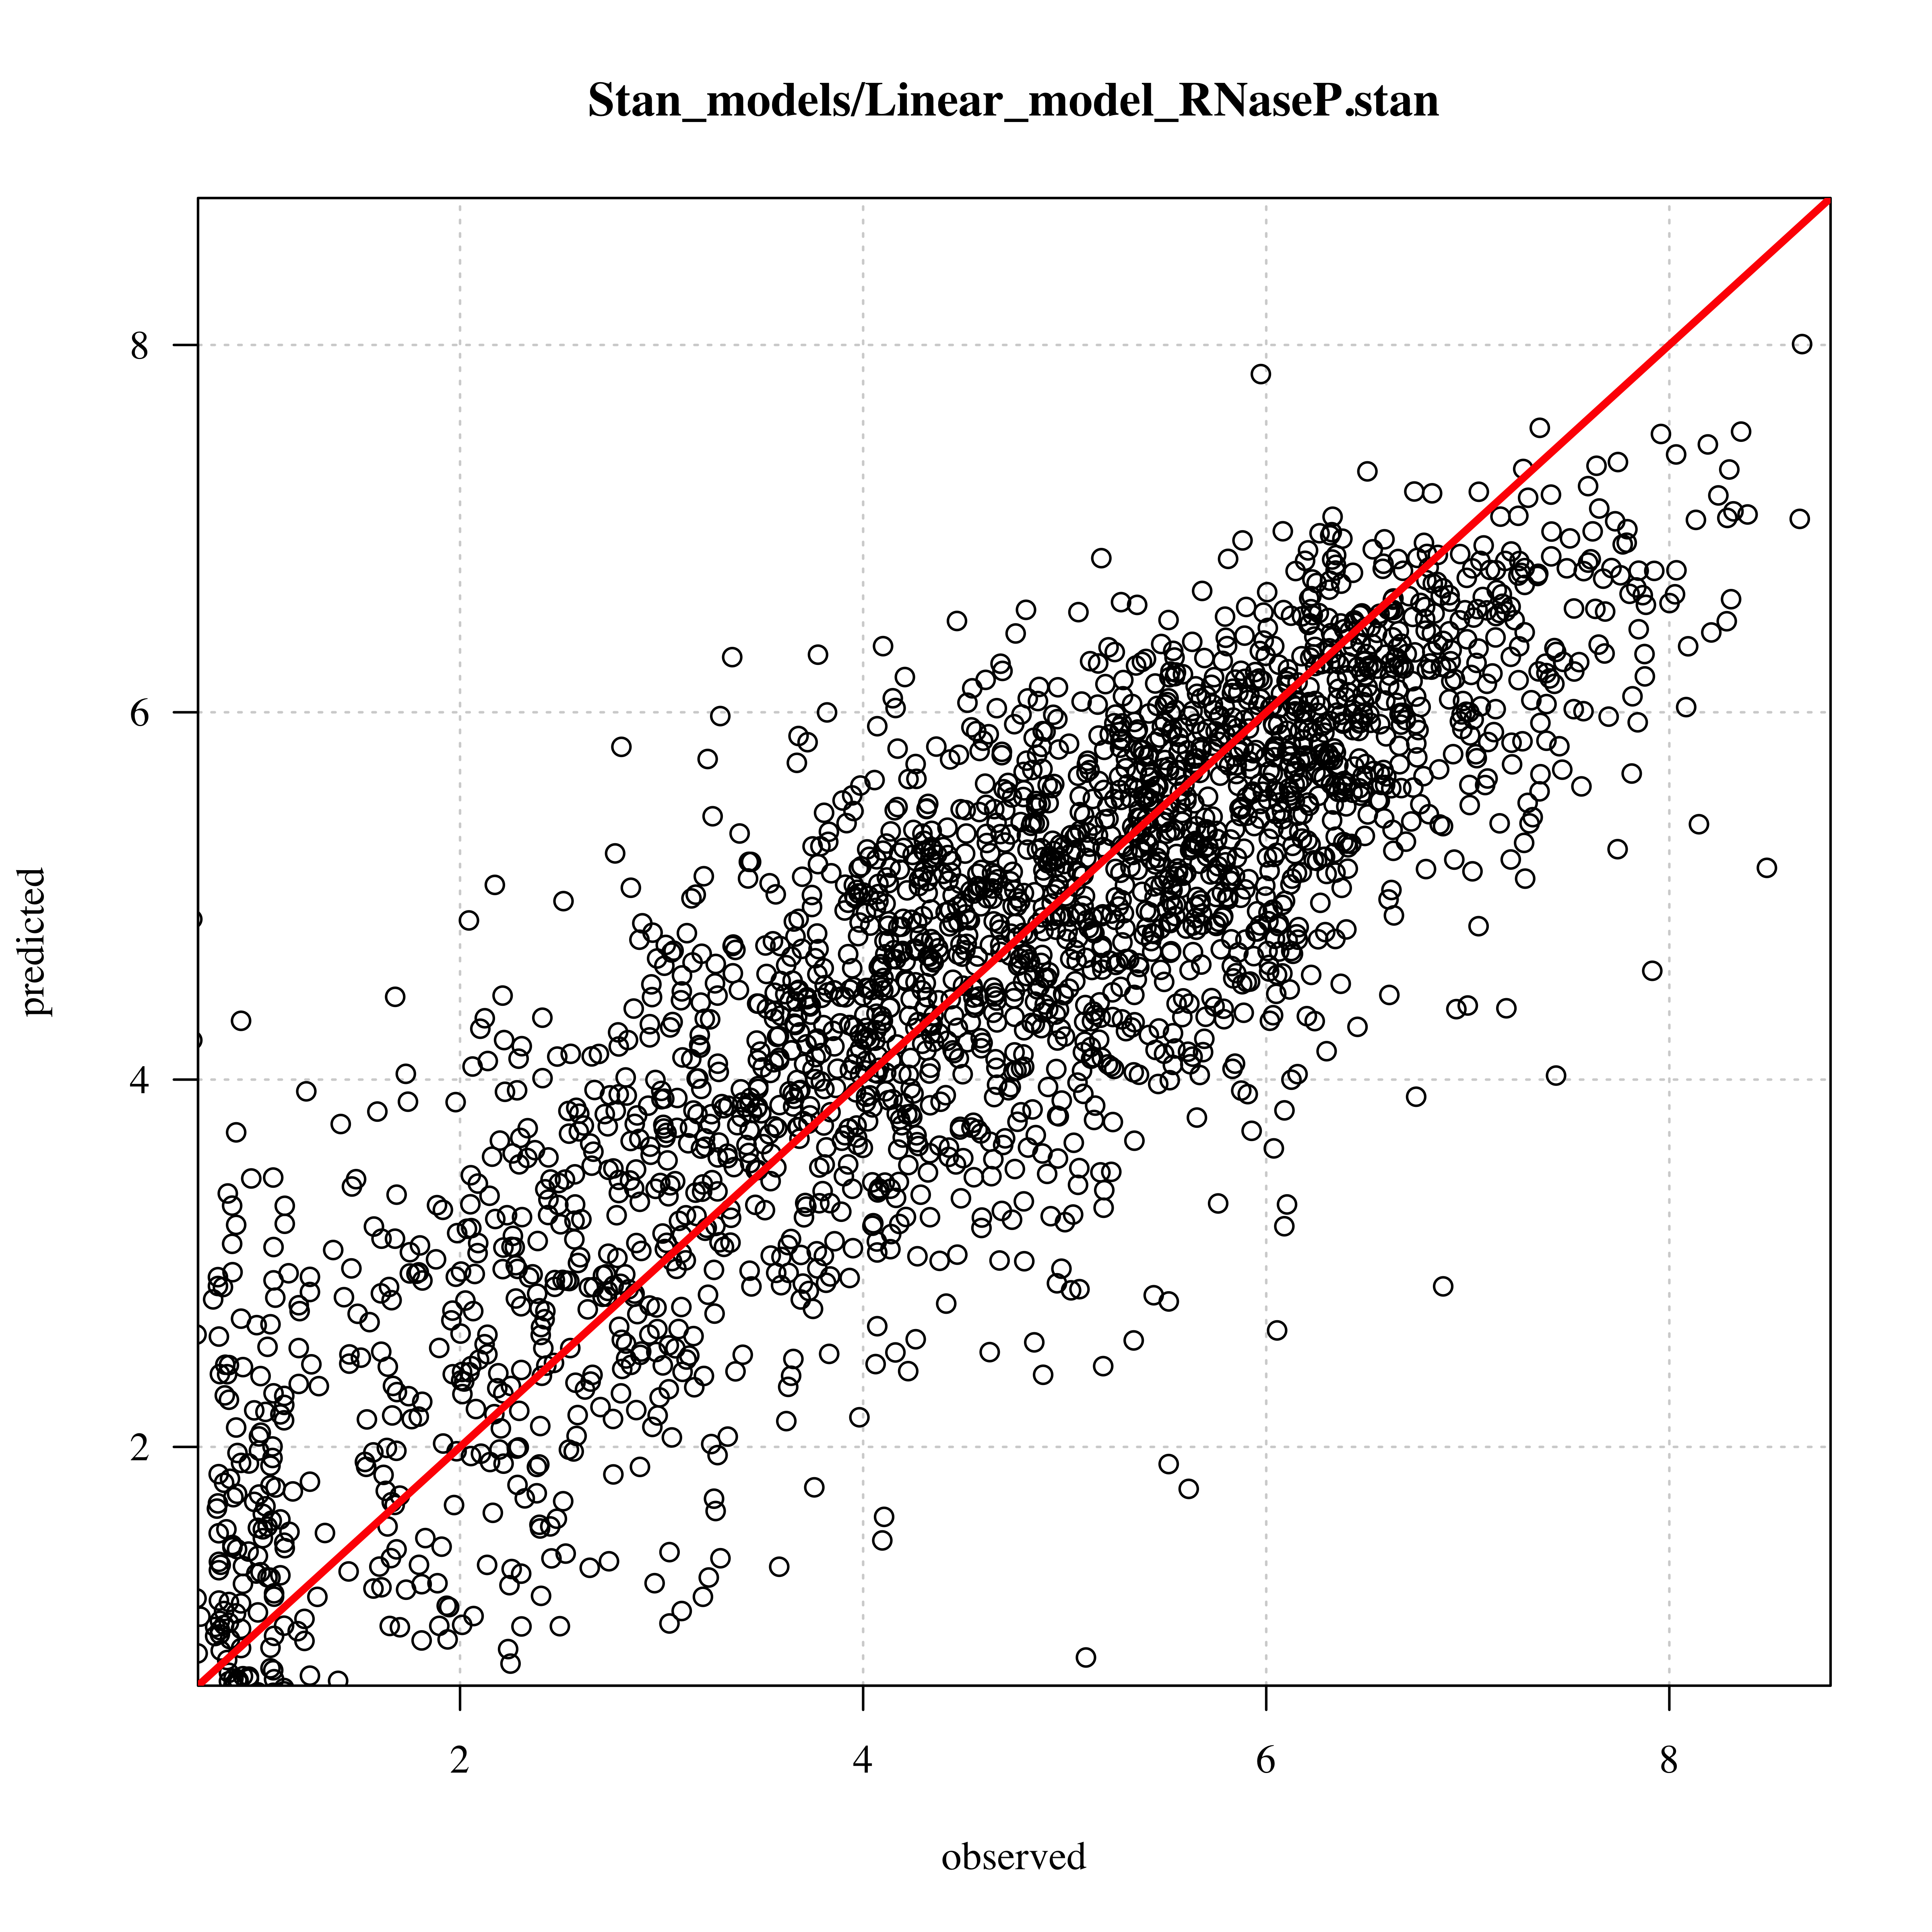 Stan_models/Linear_model_RNaseP.stan
predicted
8
6
4
2
2 4 6 8
observed